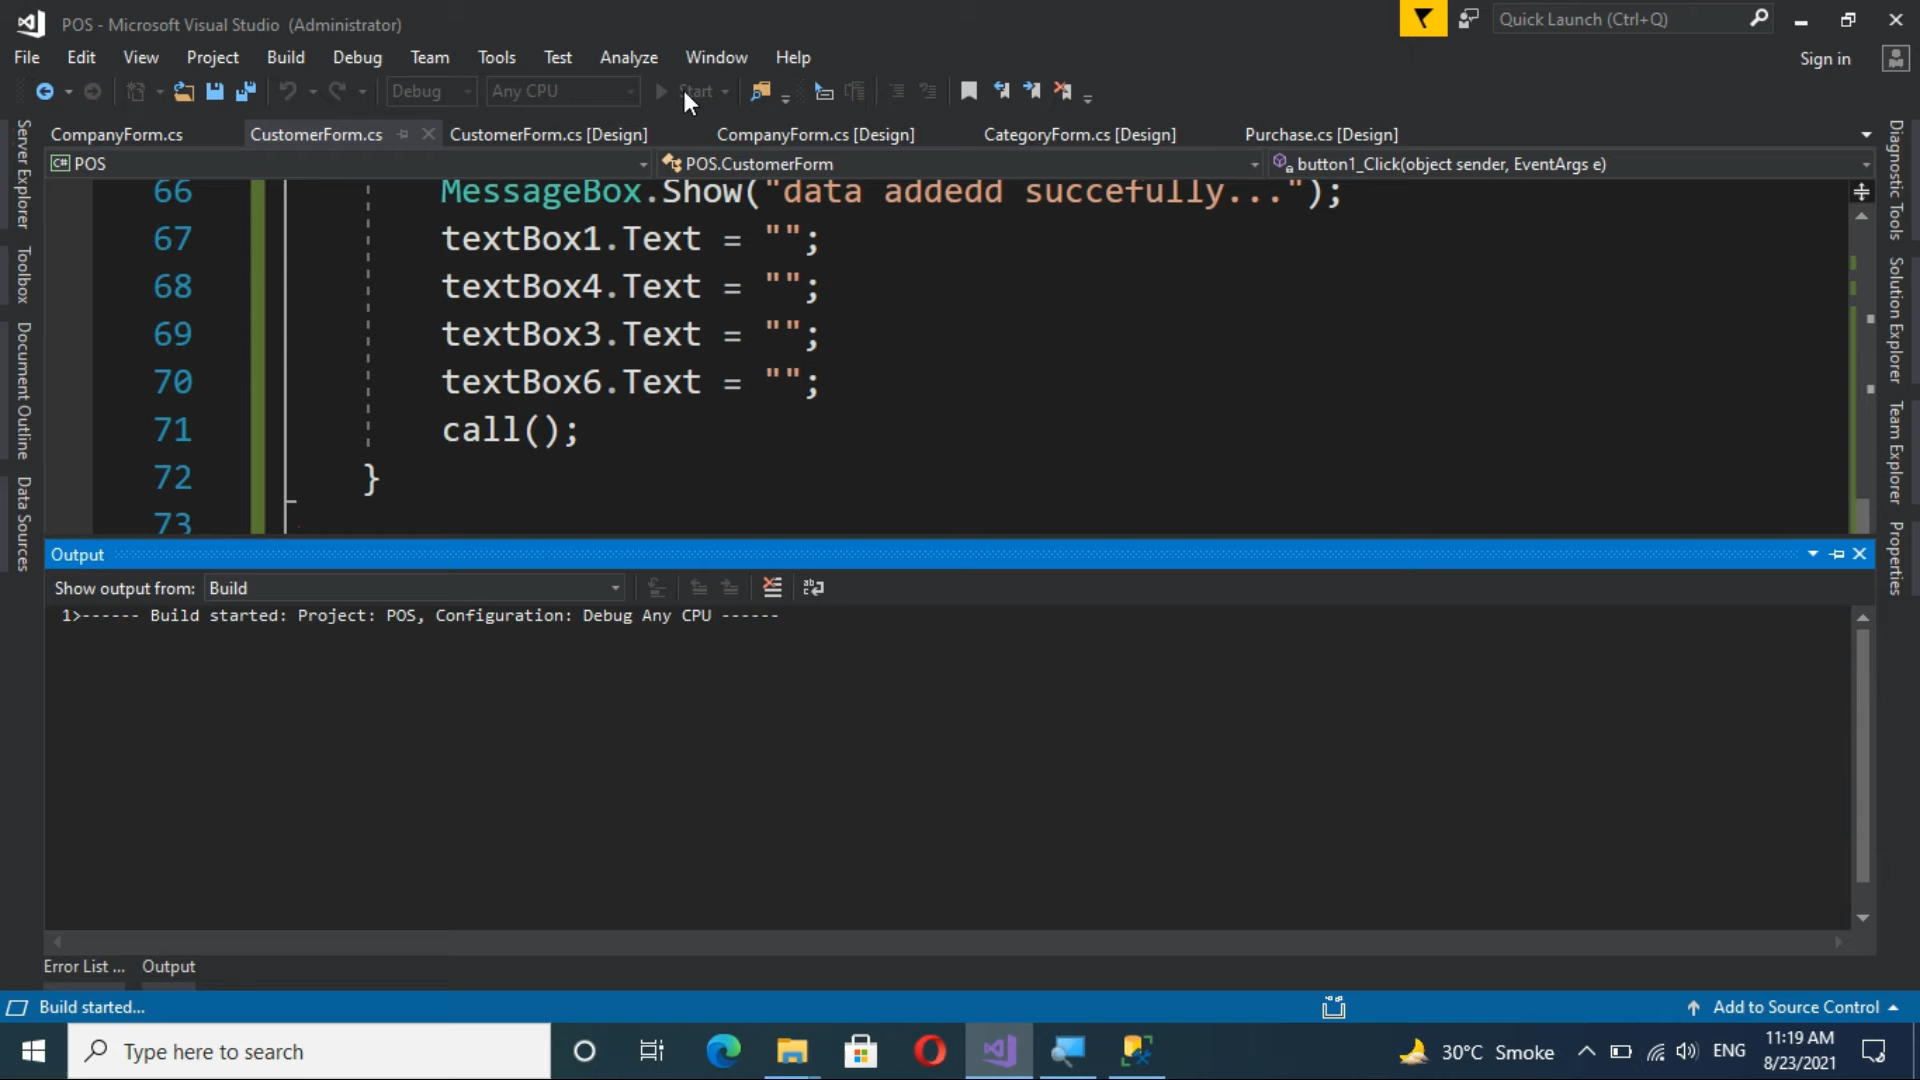 POS - Microsoft Visual Studio (Administrator)
Quick Launch (Ctrl+Q)
File Edit View Project Build Debug Team Tools Test Analyze Window Help
Sign in
Debug Any CPU Start
CompanyForm.cs CustomerForm.cs CustomerForm.cs [Design] CompanyForm.cs [Design] CategoryForm.cs [Design] Purchase.cs [Design]
C# POS POS.CustomerForm button1_Click(object sender, EventArgs e)
Server Explorer
Toolbox
Document Outline
Data Sources
66 MessageBox.Show("data addedd succefully...");
67 textBox1.Text = "";
68 textBox4.Text = "";
69 textBox3.Text = "";
70 textBox6.Text = "";
71 call();
72 }
73
Diagnostic Tools
Solution Explorer
Team Explorer
Properties
Output
Show output from: Build
1>------ Build started: Project: POS, Configuration: Debug Any CPU ------
Error List ... Output
Build started...
Add to Source Control
Type here to search
30°C Smoke
ENG
11:19 AM
8/23/2021